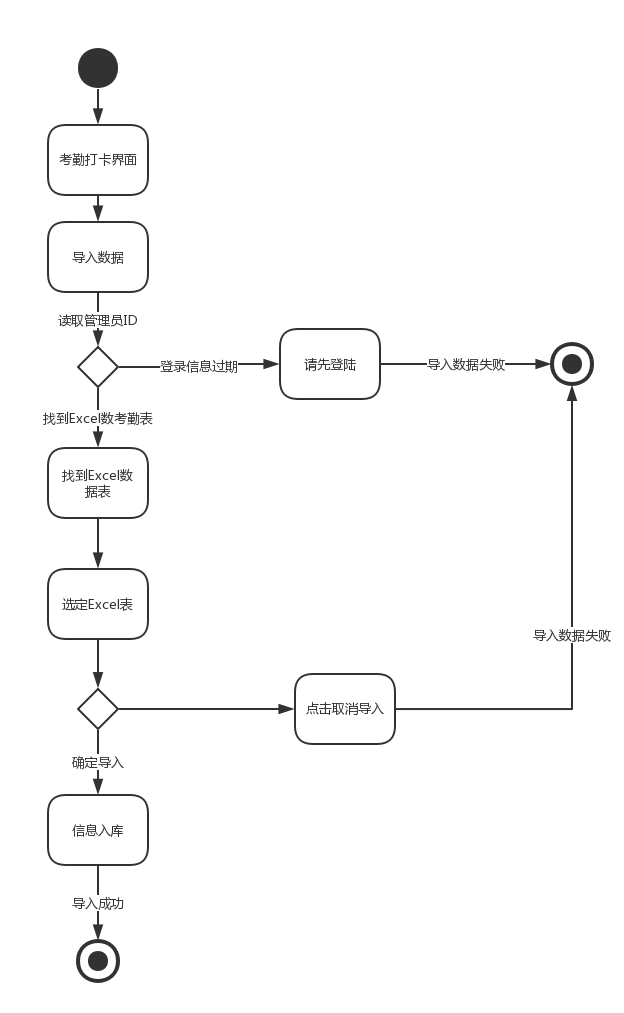 考勤打卡界面
导入数据
读取管理员ID
登录信息过期
请先登陆
导入数据失败
找到Excel数考勤表
找到Excel数
据表
选定Excel表
导入数据失败
点击取消导入
确定导入
信息入库
导入成功